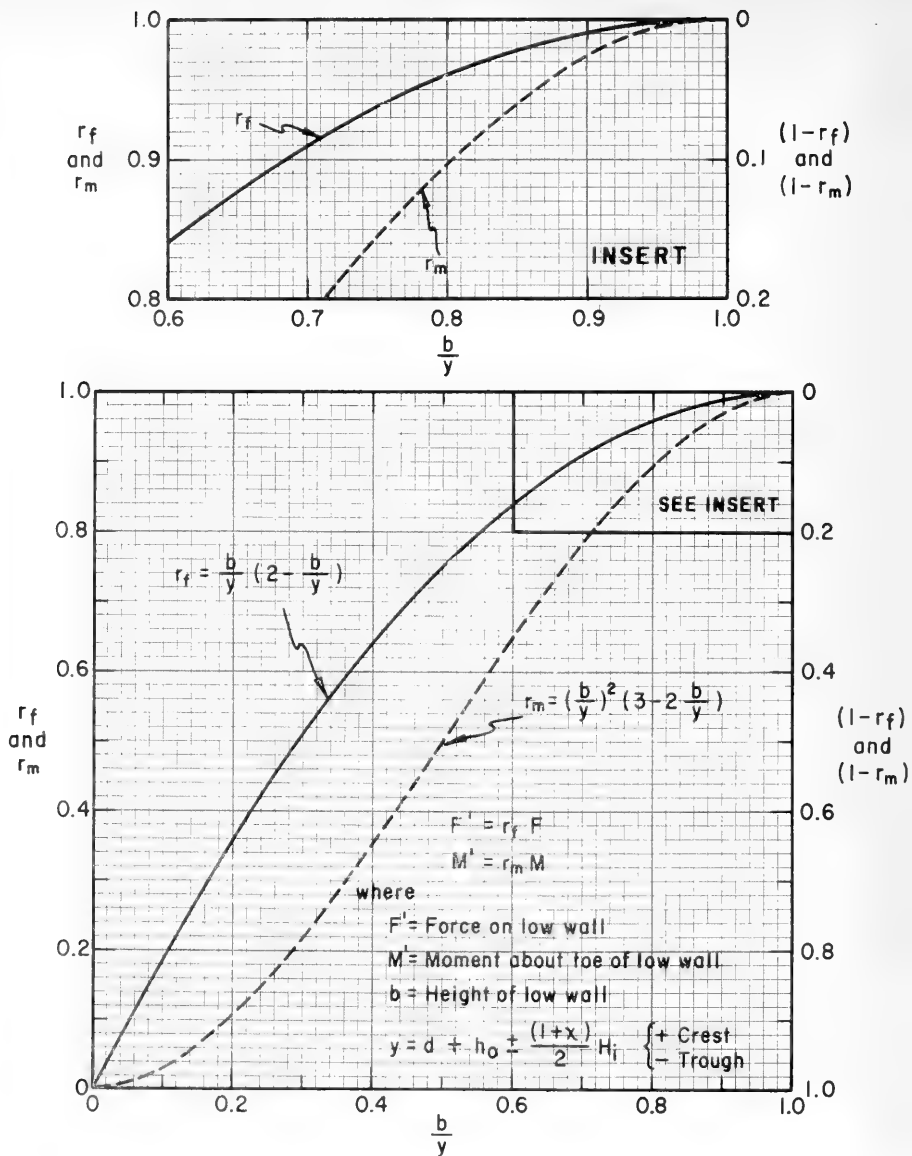 1.0
0.9
0.8
r_f
and
r_m
0
0.1
0.2
(1-r_f)
and
(1-r_m)
r_f
r_m
INSERT
0.6 0.7 0.8 0.9 1.0
b/y
1.0
0.8
0.6
0.4
0.2
0
r_f
and
r_m
0
0.2
0.4
0.6
0.8
1.0
(1-r_f)
and
(1-r_m)
SEE INSERT
r_f = b/y (2 - b/y)
r_m = (b/y)^2 (3 - 2 b/y)
F' = r_f F
M' = r_m M
where
F' = Force on low wall
M' = Moment about toe of low wall
b = Height of low wall
y = d + h_o ± (1+χ)/2 H_i { + Crest
− Trough
0 0.2 0.4 0.6 0.8 1.0
b/y